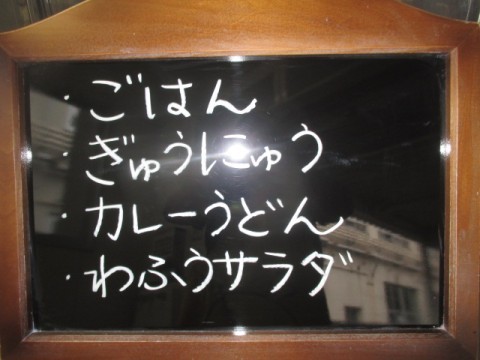 ・ごはん
・ぎゅうにゅう
・カレーうどん
・わふうサラダ